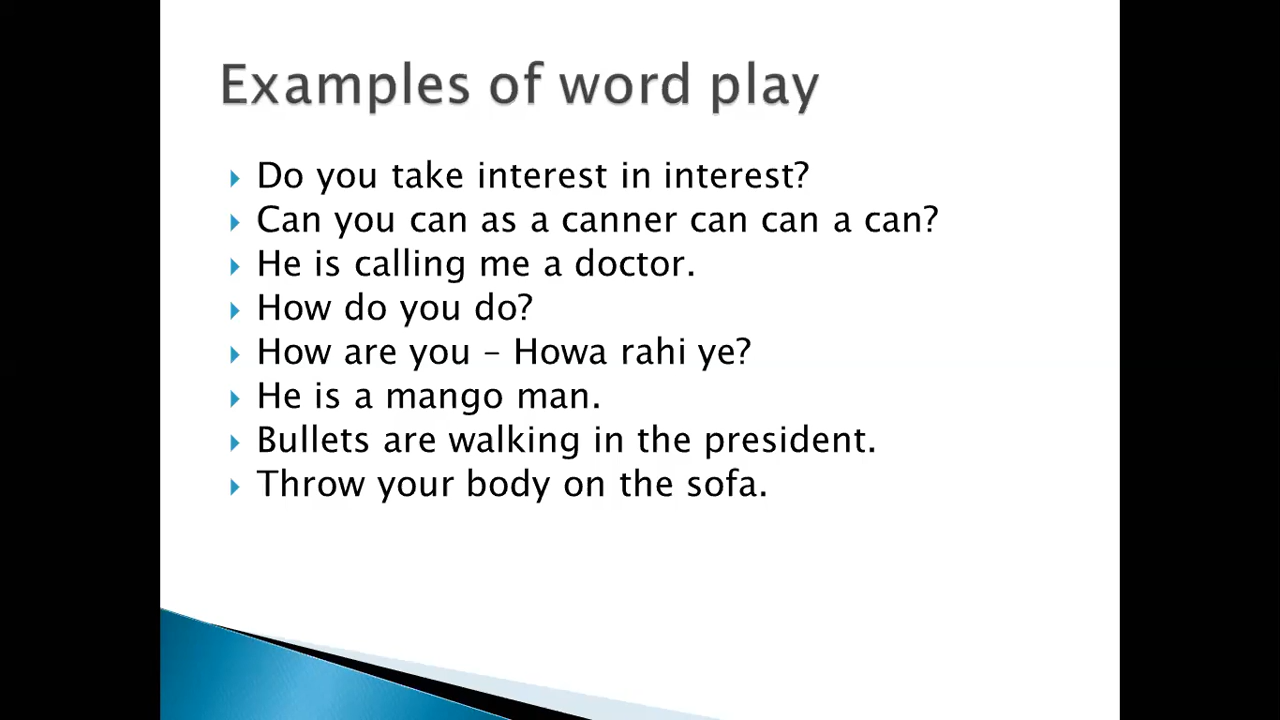 Examples of word play
Do you take interest in interest?
Can you can as a canner can can a can?
He is calling me a doctor.
How do you do?
How are you – Howa rahi ye?
He is a mango man.
Bullets are walking in the president.
Throw your body on the sofa.